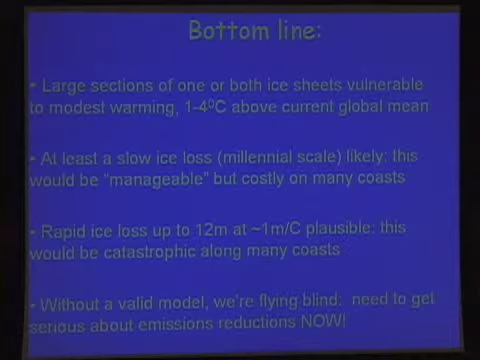 Bottom line:
• Large sections of one or both ice sheets vulnerable
to modest warming, 1-4⁰C above current global mean
• At least a slow ice loss (millennial scale) likely: this
would be "manageable" but costly on many coasts
• Rapid ice loss up to 12m at ~1m/C plausible: this
would be catastrophic along many coasts
• Without a valid model, we're flying blind: need to get
serious about emissions reductions NOW!